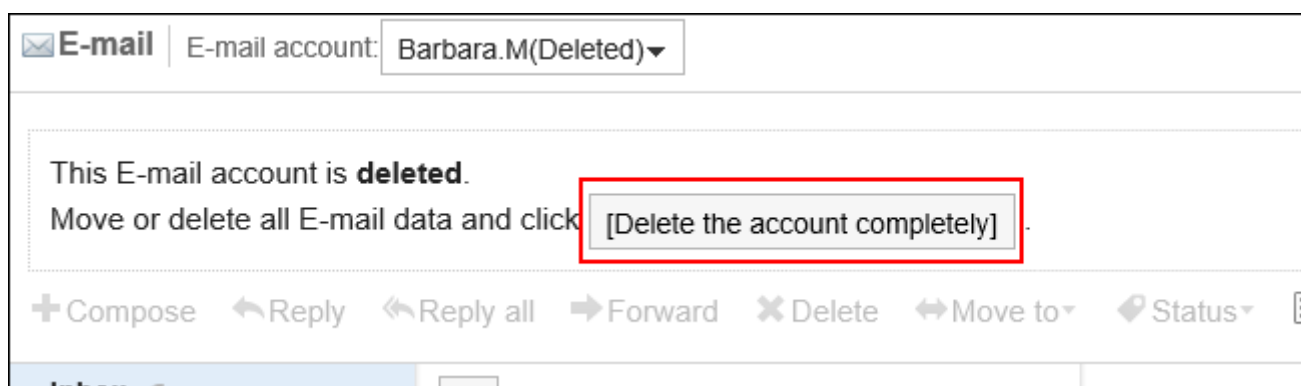 E-mail E-mail account: Barbara.M(Deleted)
This E-mail account is deleted.
Move or delete all E-mail data and click [Delete the account completely] .
Compose Reply Reply all Forward Delete Move to Status